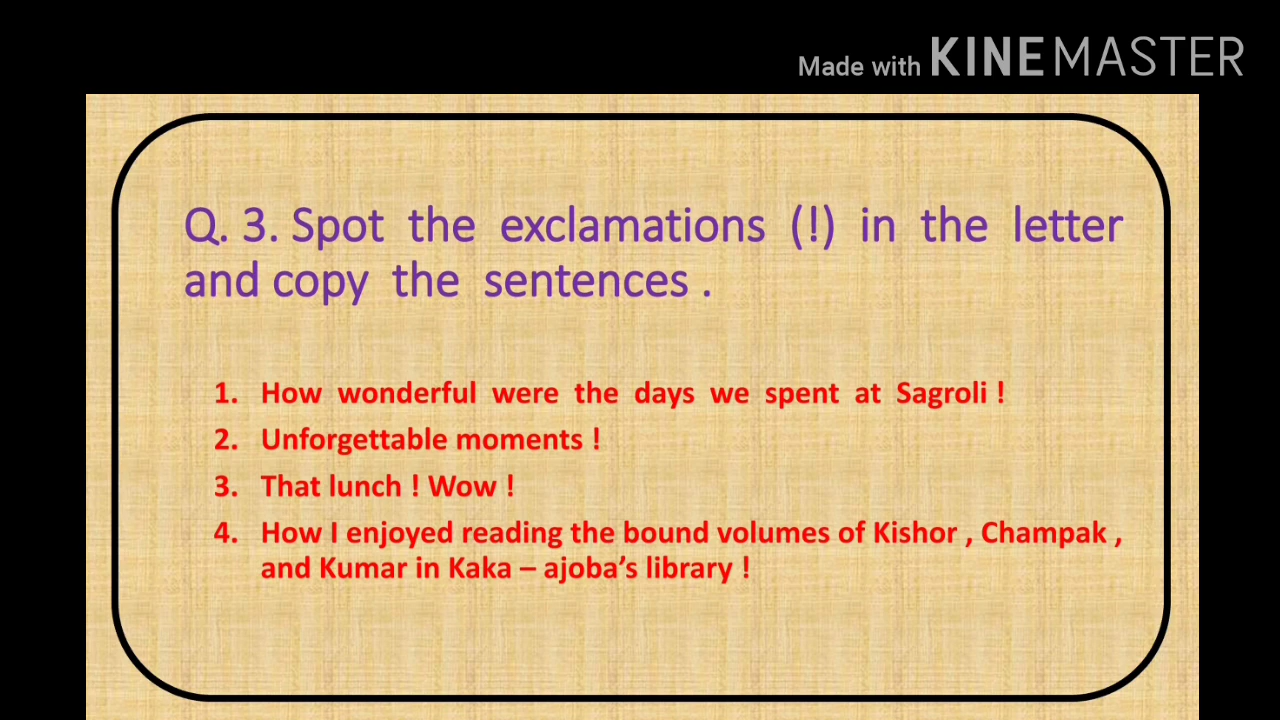 Made with KINEMASTER
Q. 3. Spot the exclamations (!) in the letter
and copy the sentences .
1. How wonderful were the days we spent at Sagroli !
2. Unforgettable moments !
3. That lunch ! Wow !
4. How I enjoyed reading the bound volumes of Kishor , Champak ,
and Kumar in Kaka – ajoba’s library !